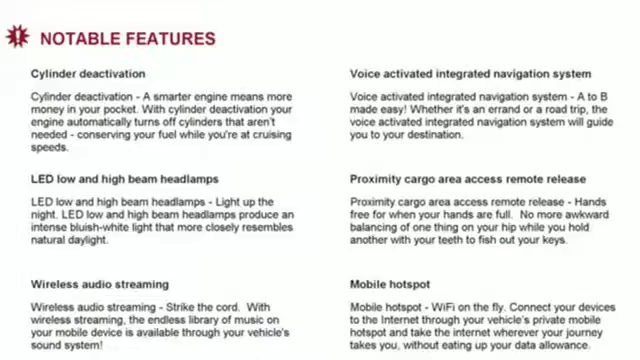 NOTABLE FEATURES
Cylinder deactivation
Cylinder deactivation - A smarter engine means more
money in your pocket. With cylinder deactivation your
engine automatically turns off cylinders that aren't
needed - conserving your fuel while you're at cruising
speeds.
Voice activated integrated navigation system
Voice activated integrated navigation system - A to B
made easy! Whether it's an errand or a road trip, the
voice activated integrated navigation system will guide
you to your destination.
LED low and high beam headlamps
LED low and high beam headlamps - Light up the
night. LED low and high beam headlamps produce an
intense bluish-white light that more closely resembles
natural daylight.
Proximity cargo area access remote release
Proximity cargo area access remote release - Hands
free for when your hands are full. No more awkward
balancing of one thing on your hip while you hold
another with your teeth to fish out your keys.
Wireless audio streaming
Wireless audio streaming - Strike the cord. With
wireless streaming, the endless library of music on
your mobile device is available through your vehicle's
sound system!
Mobile hotspot
Mobile hotspot - WiFi on the fly. Connect your devices
to the Internet through your vehicle's private mobile
hotspot and take the internet wherever your journey
takes you, without eating up your data allowance.